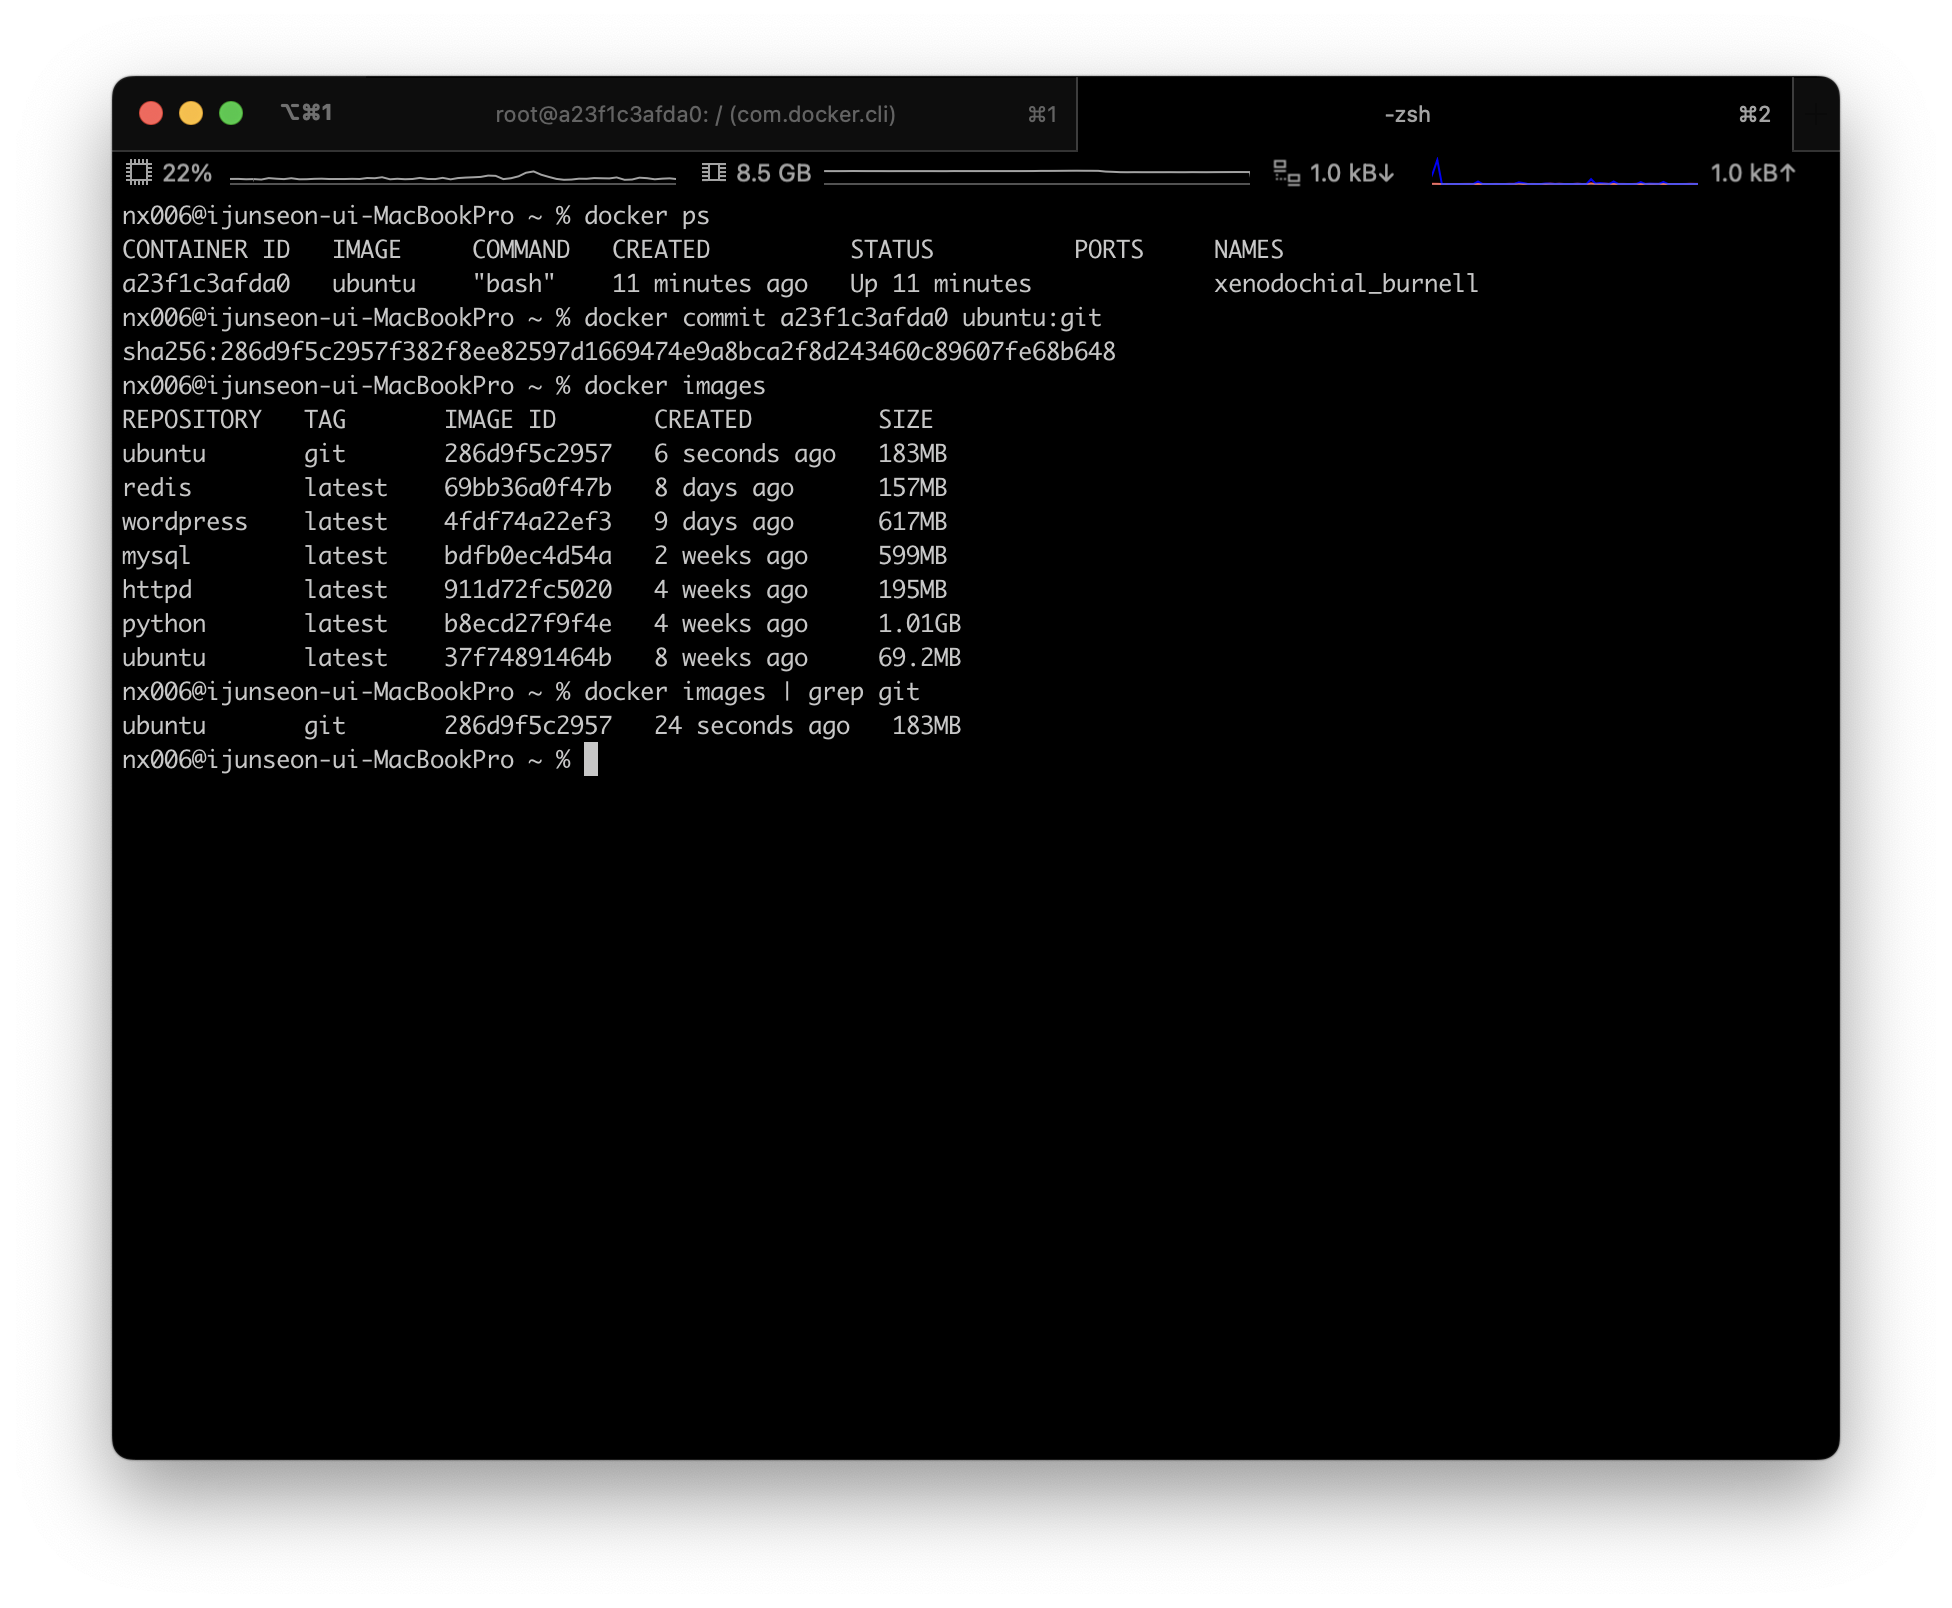 ⌥⌘1 root@a23f1c3afda0: / (com.docker.cli) ⌘1 -zsh ⌘2
22% 8.5 GB 1.0 kB↓ 1.0 kB↑
nx006@ijunseon-ui-MacBookPro ~ % docker ps
CONTAINER ID   IMAGE     COMMAND   CREATED          STATUS          PORTS     NAMES
a23f1c3afda0   ubuntu    "bash"    11 minutes ago   Up 11 minutes             xenodochial_burnell
nx006@ijunseon-ui-MacBookPro ~ % docker commit a23f1c3afda0 ubuntu:git
sha256:286d9f5c2957f382f8ee82597d1669474e9a8bca2f8d243460c89607fe68b648
nx006@ijunseon-ui-MacBookPro ~ % docker images
REPOSITORY   TAG       IMAGE ID       CREATED         SIZE
ubuntu       git       286d9f5c2957   6 seconds ago   183MB
redis        latest    69bb36a0f47b   8 days ago      157MB
wordpress    latest    4fdf74a22ef3   9 days ago      617MB
mysql        latest    bdfb0ec4d54a   2 weeks ago     599MB
httpd        latest    911d72fc5020   4 weeks ago     195MB
python       latest    b8ecd27f9f4e   4 weeks ago     1.01GB
ubuntu       latest    37f74891464b   8 weeks ago     69.2MB
nx006@ijunseon-ui-MacBookPro ~ % docker images | grep git
ubuntu       git       286d9f5c2957   24 seconds ago   183MB
nx006@ijunseon-ui-MacBookPro ~ %